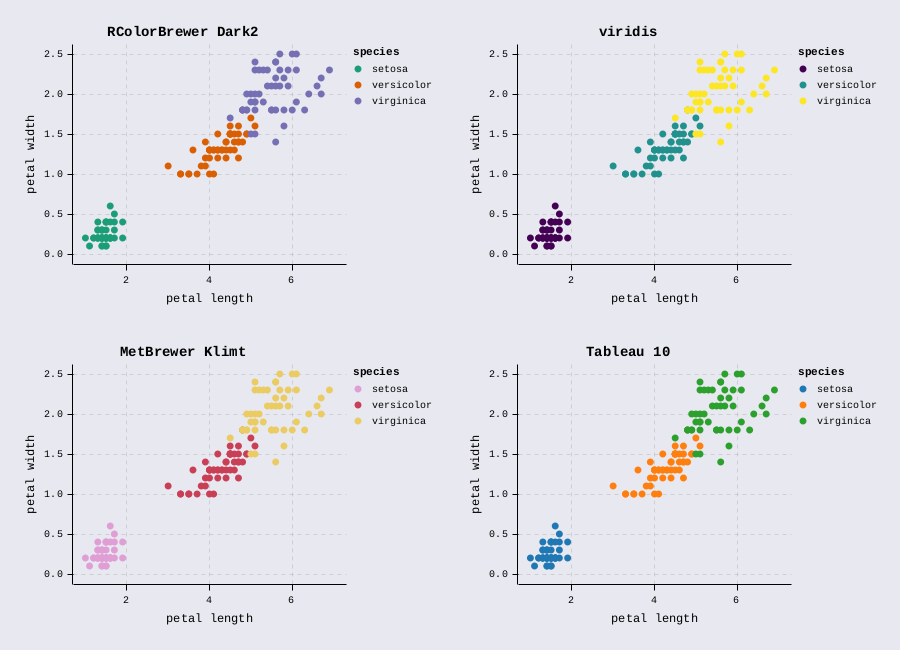 RColorBrewer Dark2
species
setosa
versicolor
virginica
2.5
2.0
1.5
1.0
0.5
0.0
petal width
2 4 6
petal length
viridis
species
setosa
versicolor
virginica
2.5
2.0
1.5
1.0
0.5
0.0
petal width
2 4 6
petal length
MetBrewer Klimt
species
setosa
versicolor
virginica
2.5
2.0
1.5
1.0
0.5
0.0
petal width
2 4 6
petal length
Tableau 10
species
setosa
versicolor
virginica
2.5
2.0
1.5
1.0
0.5
0.0
petal width
2 4 6
petal length